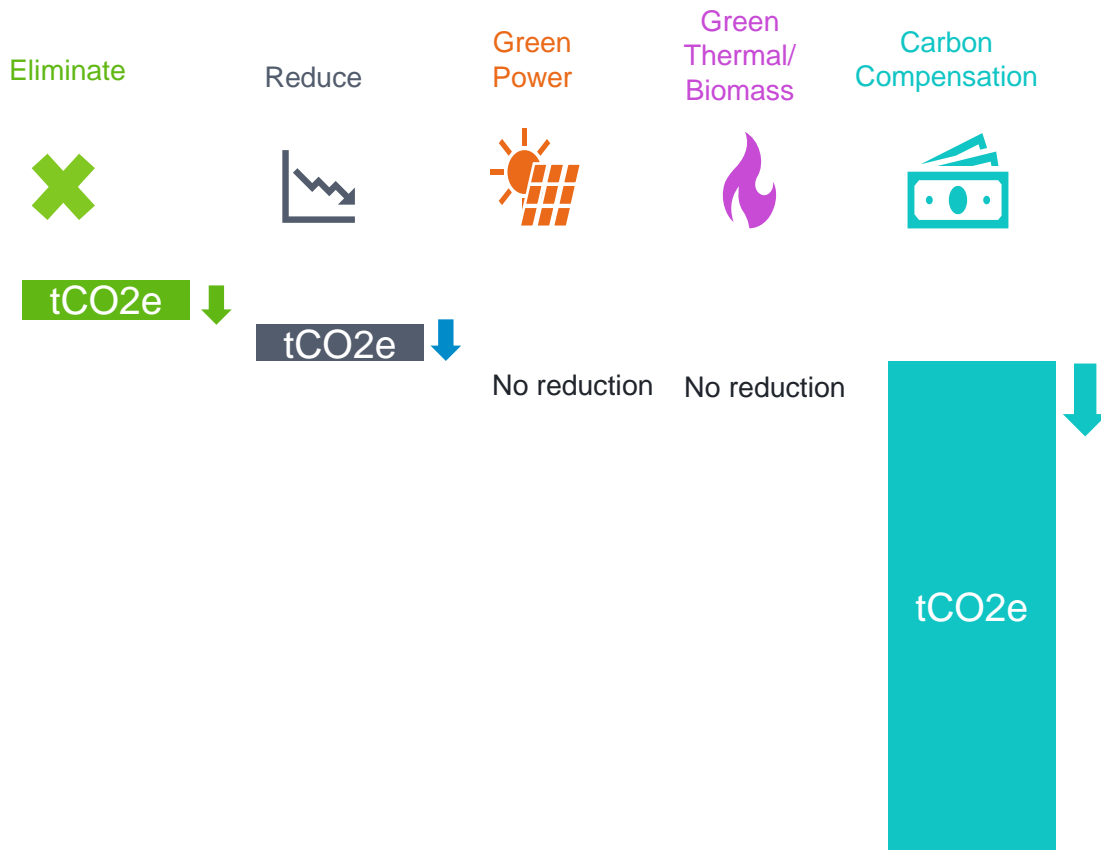 Eliminate
Reduce
Green
Power
Green
Thermal/
Biomass
Carbon
Compensation
tCO2e
tCO2e
No reduction
No reduction
tCO2e